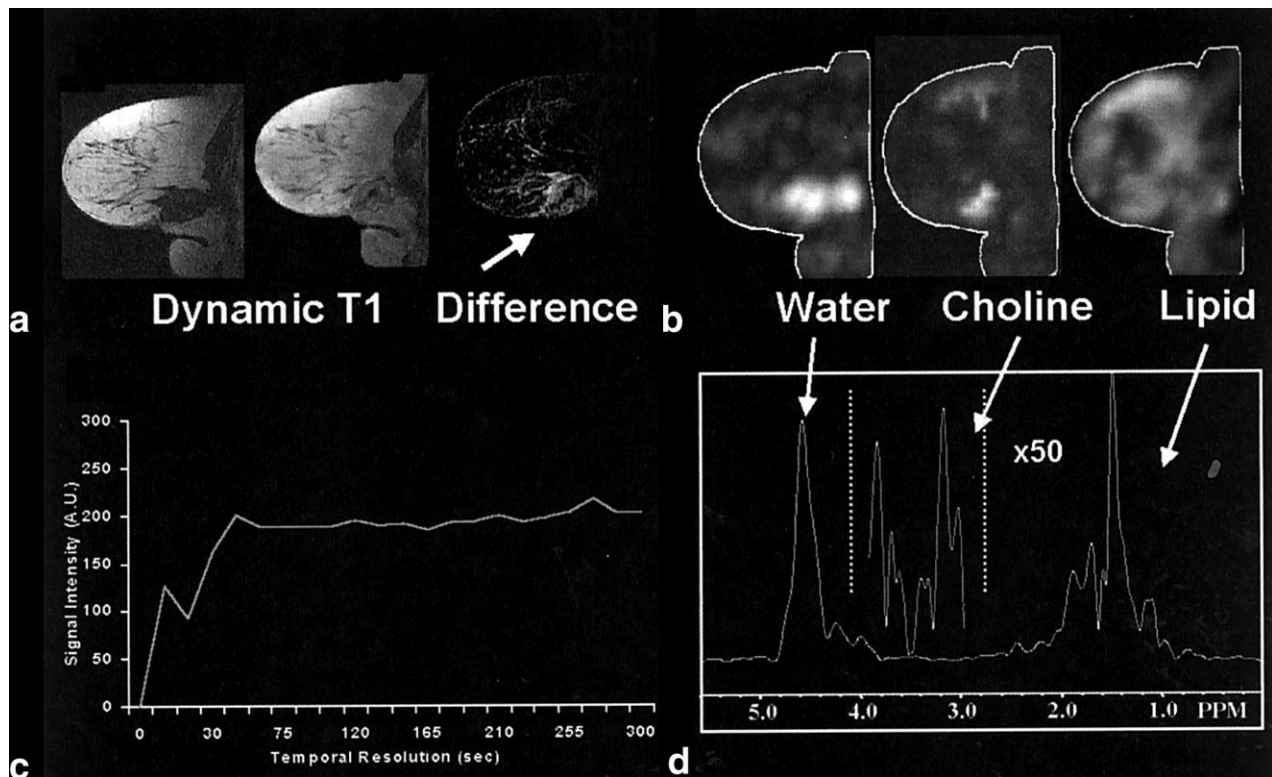 Dynamic T1 Difference
a
Water Choline Lipid
b
300
250
200
150
100
50
0
Signal Intensity (A.U.)
0 30 75 120 165 210 255 300
Temporal Resolution (sec)
c
x50
5.0 4.0 3.0 2.0 1.0 PPM
d